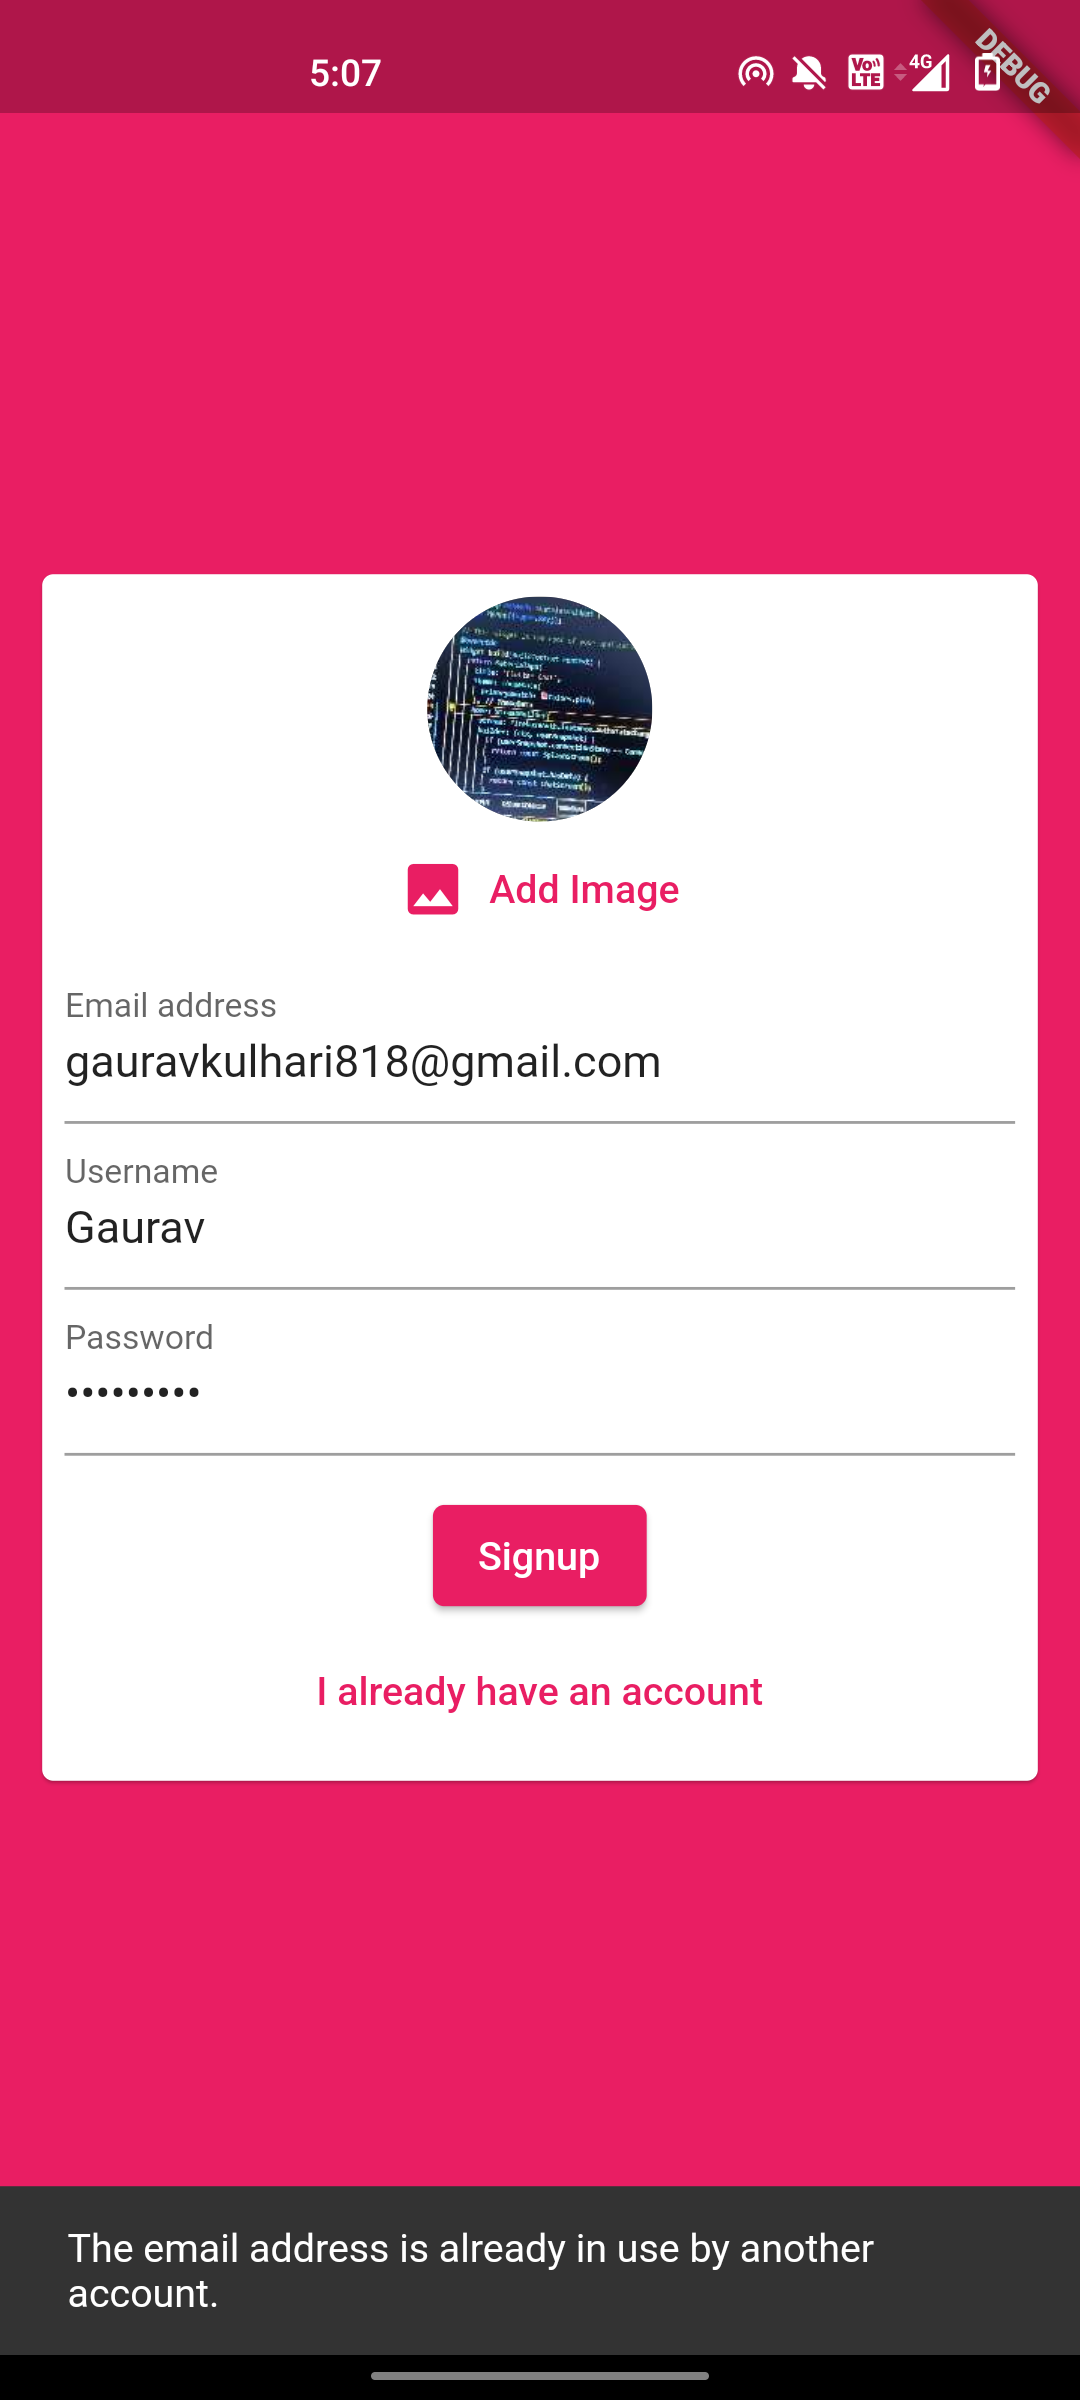 5:07
Vo))
LTE
4G
DEBUG
Add Image
Email address
gauravkulhari818@gmail.com
Username
Gaurav
Password
•••••••••
Signup
I already have an account
The email address is already in use by another
account.